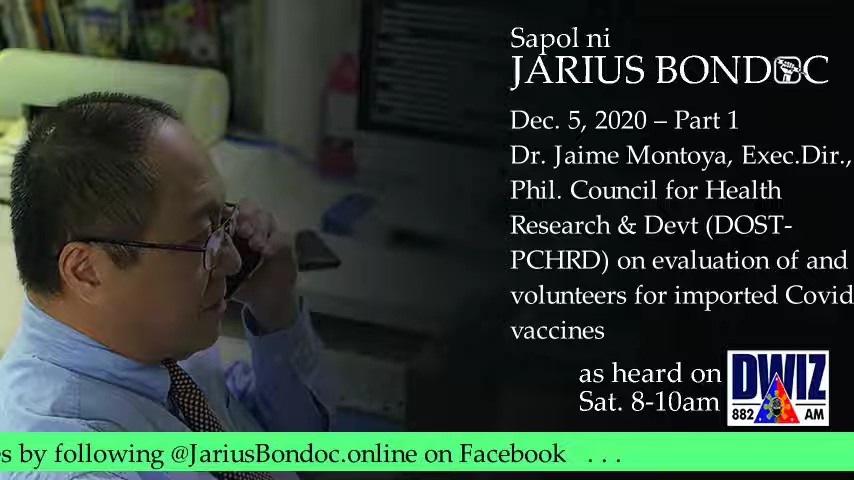 Sapol ni
JARIUS BONDOC
Dec. 5, 2020 – Part 1
Dr. Jaime Montoya, Exec.Dir.,
Phil. Council for Health
Research & Devt (DOST-
PCHRD) on evaluation of and
volunteers for imported Covid
vaccines
as heard on
Sat. 8-10am
DWIZ
882 AM
es by following @JariusBondoc.online on Facebook . . .